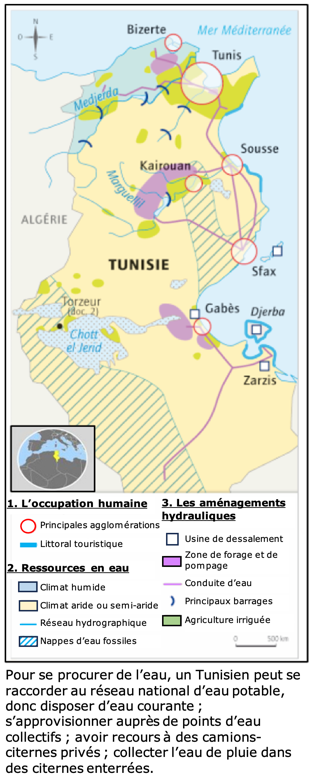 Bizerte
Mer Méditerranée
N
O
E
S
Tunis
Medjerda
Sousse
Kairouan
Marguellil
ALGÉRIE
TUNISIE
Sfax
Torzeur
(doc. 2)
Gabès
Djerba
Chott
el Jend
Zarzis
1. L’occupation humaine
Principales agglomérations
Littoral touristique
2. Ressources en eau
Climat humide
Climat aride ou semi-aride
Réseau hydrographique
Nappes d’eau fossiles
3. Les aménagements
hydrauliques
Usine de dessalement
Zone de forage et de
pompage
Conduite d’eau
Principaux barrages
Agriculture irriguée
0 500 km
Pour se procurer de l’eau, un Tunisien peut se
raccorder au réseau national d’eau potable,
donc disposer d’eau courante ;
s’approvisionner auprès de points d’eau
collectifs ; avoir recours à des camions-
citernes privés ; collecter l’eau de pluie dans
des citernes enterrées.